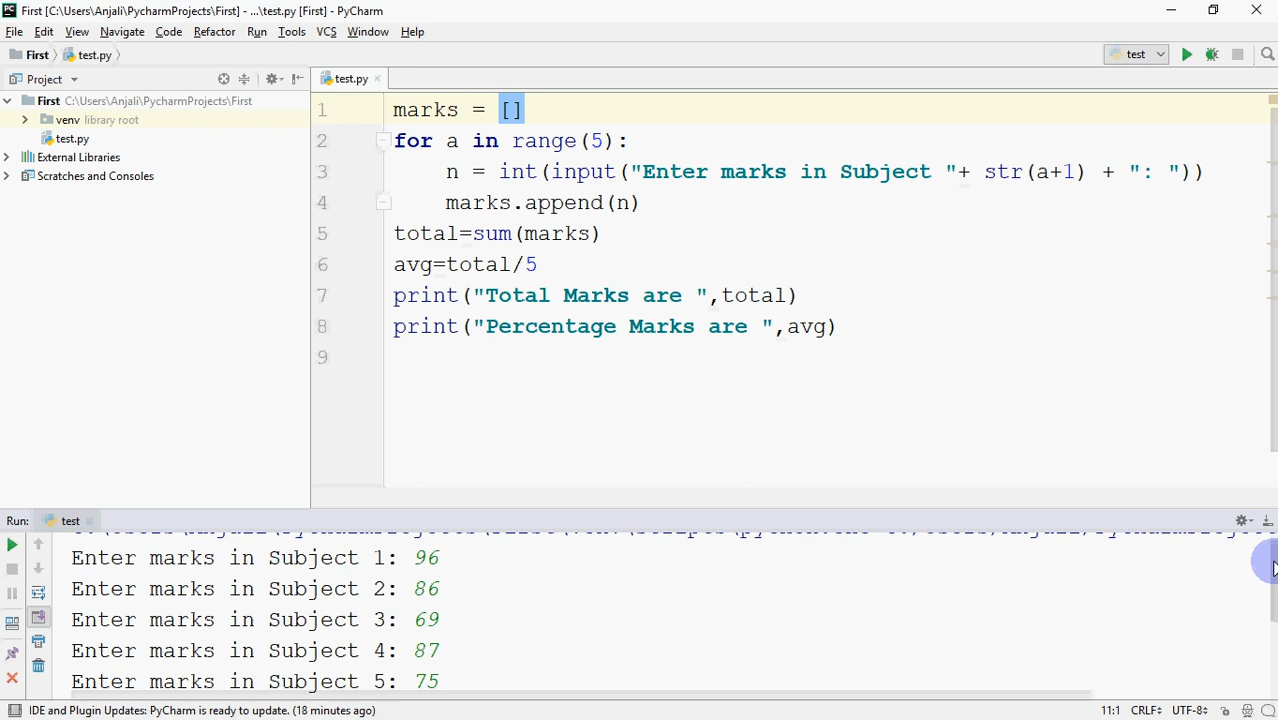 First [C:\Users\Anjali\PycharmProjects\First] - ...\test.py [First] - PyCharm
File Edit View Navigate Code Refactor Run Tools VCS Window Help
First test.py test
Project test.py
First C:\Users\Anjali\PycharmProjects\First
venv library root
test.py
External Libraries
Scratches and Consoles
1 marks = []
2 for a in range(5):
3 n = int(input("Enter marks in Subject "+ str(a+1) + ": "))
4 marks.append(n)
5 total=sum(marks)
6 avg=total/5
7 print("Total Marks are ",total)
8 print("Percentage Marks are ",avg)
9
Run: test
Enter marks in Subject 1: 96
Enter marks in Subject 2: 86
Enter marks in Subject 3: 69
Enter marks in Subject 4: 87
Enter marks in Subject 5: 75
IDE and Plugin Updates: PyCharm is ready to update. (18 minutes ago) 11:1 CRLF UTF-8